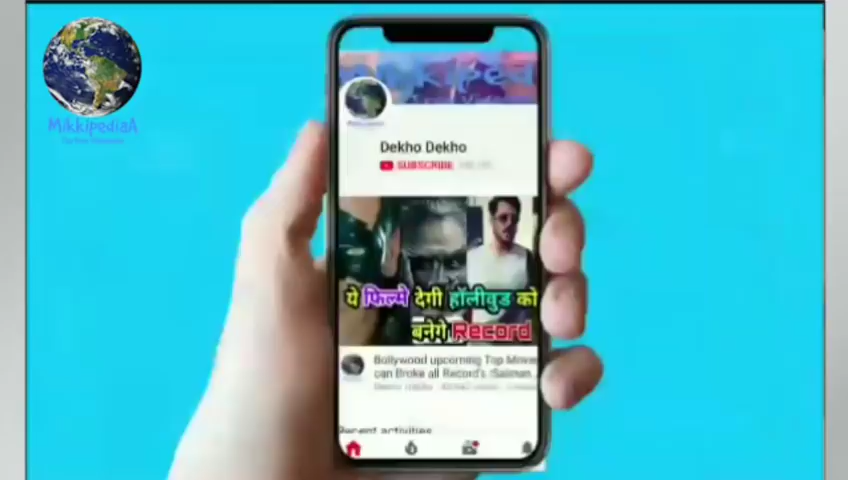 MikkipediaA
Dekho Dekho
SUBSCRIBE
ये फिल्मे देगी हॉलीवुड को
बनेगे Record
Bollywood upcoming Top Movie
can Broke all Record's (Salman
Recent activities